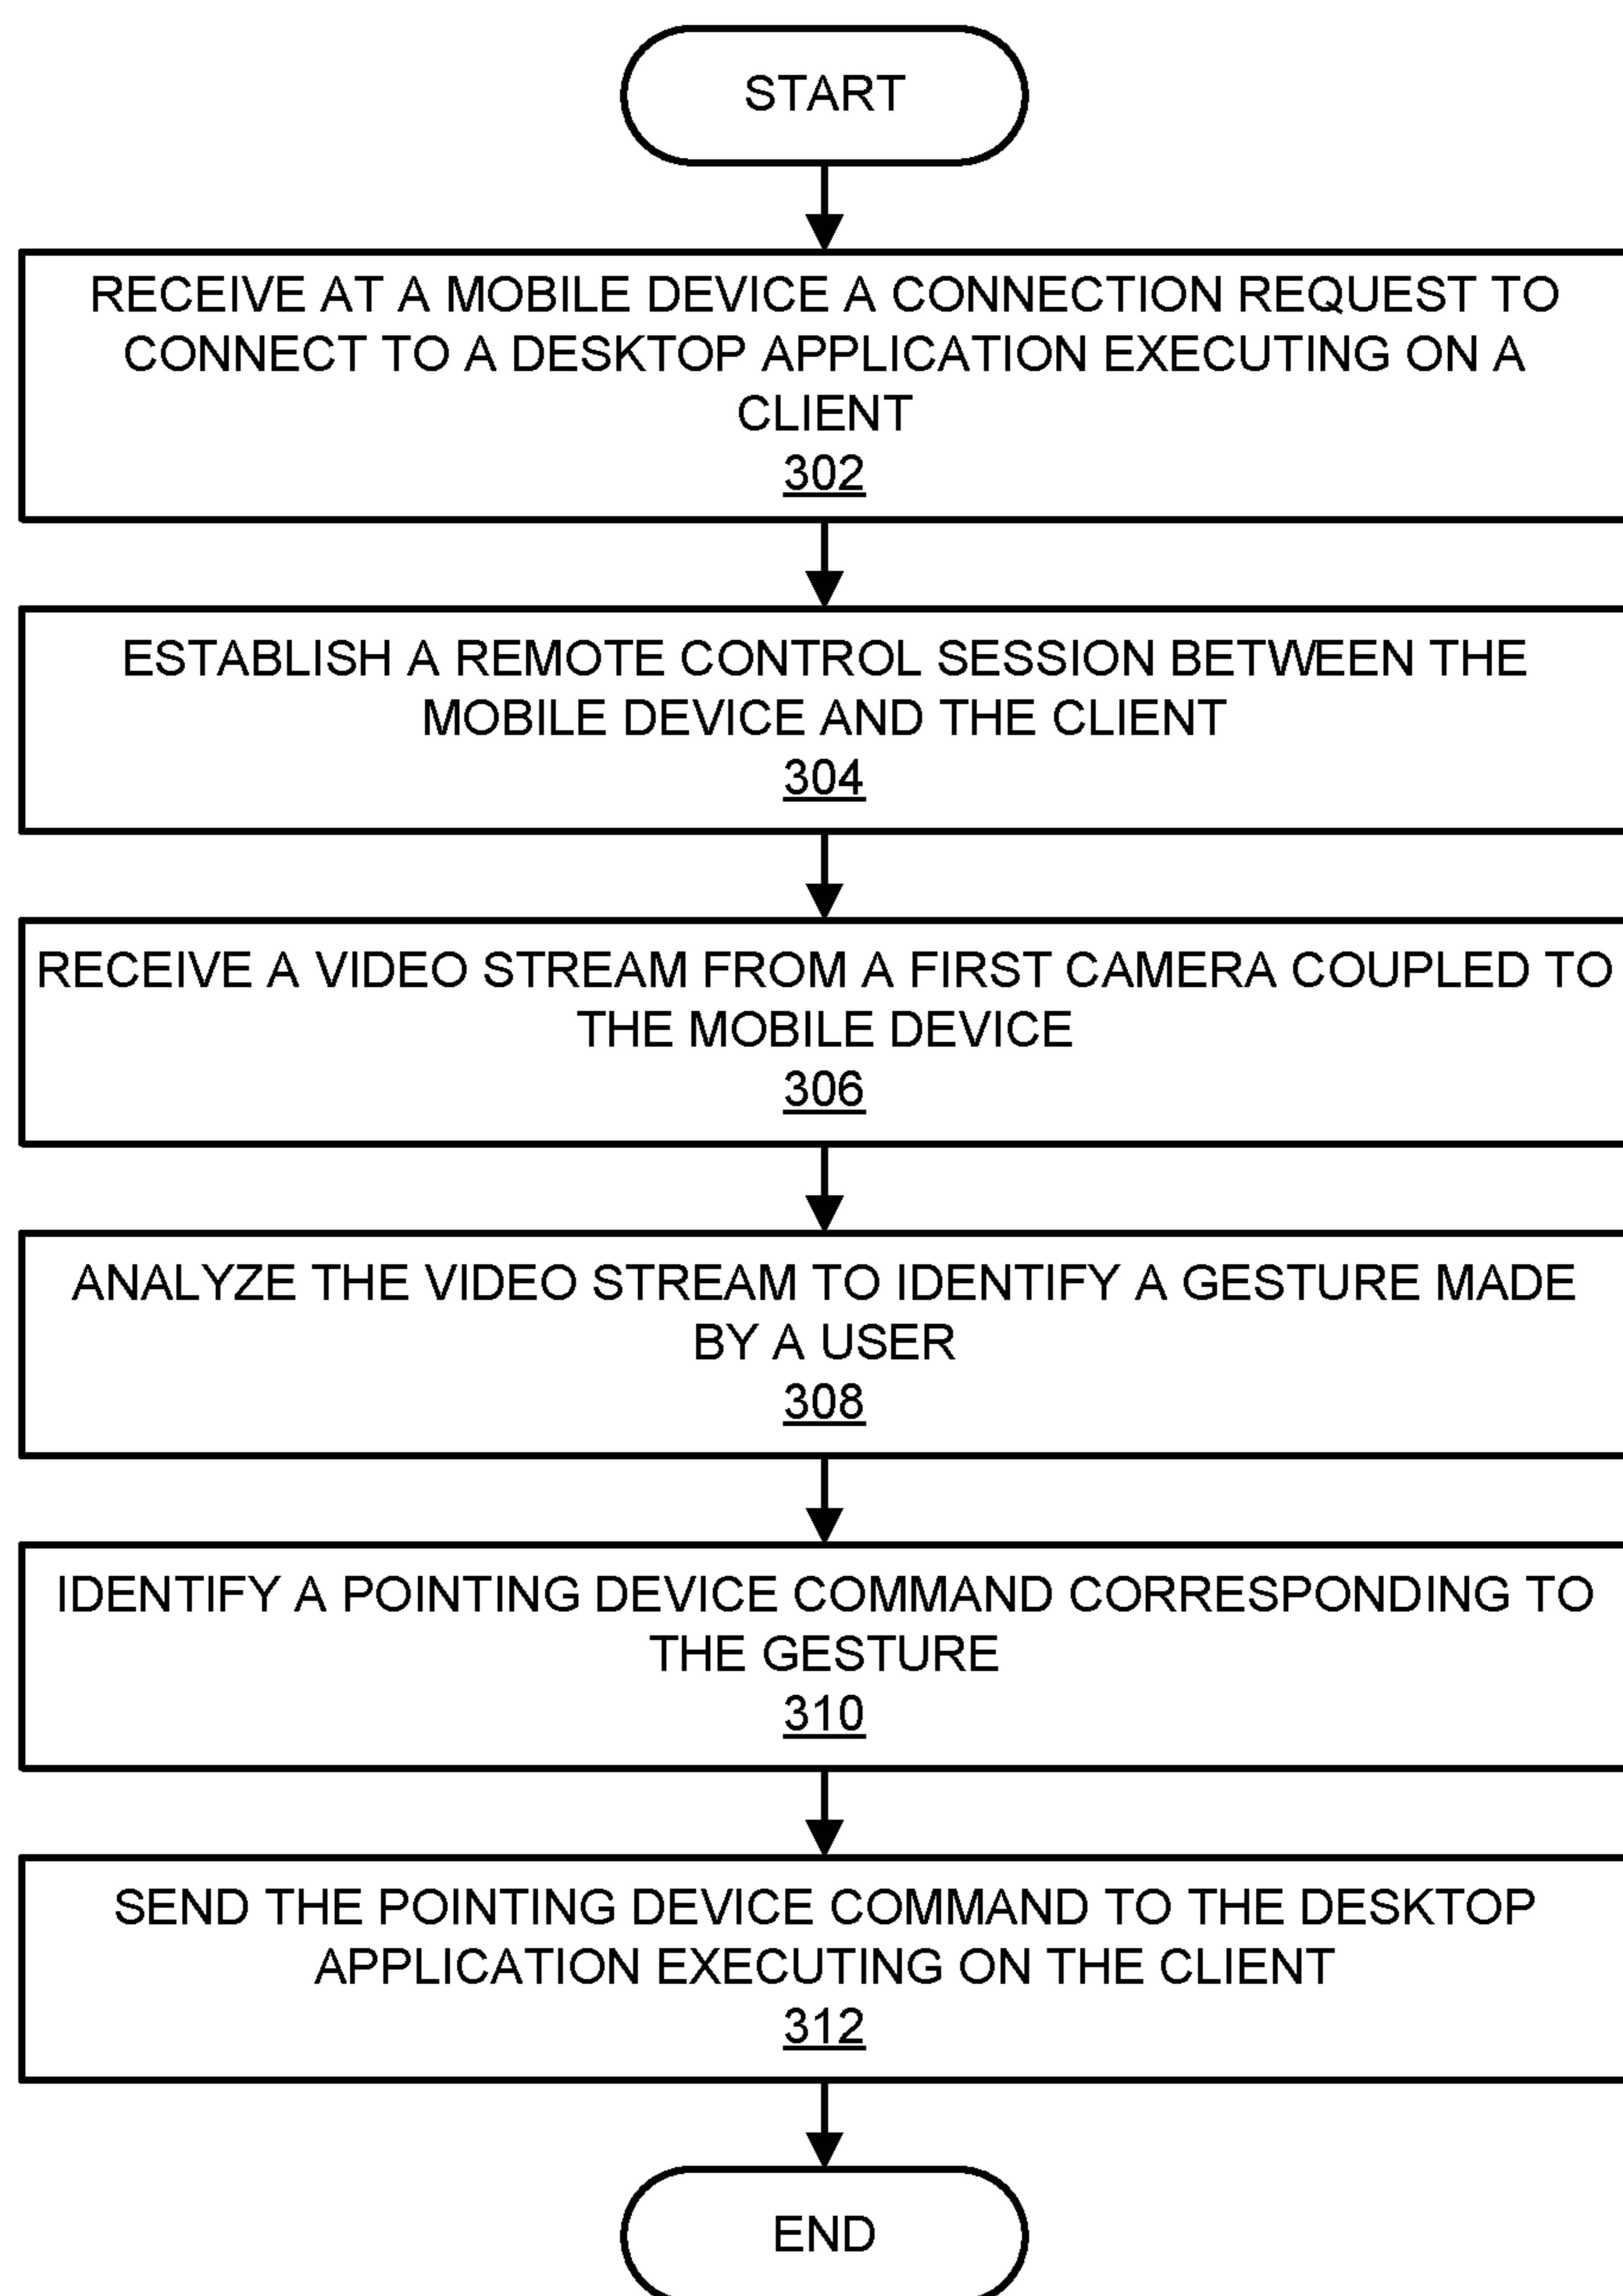 START
RECEIVE AT A MOBILE DEVICE A CONNECTION REQUEST TO
CONNECT TO A DESKTOP APPLICATION EXECUTING ON A
CLIENT
302
ESTABLISH A REMOTE CONTROL SESSION BETWEEN THE
MOBILE DEVICE AND THE CLIENT
304
RECEIVE A VIDEO STREAM FROM A FIRST CAMERA COUPLED TO
THE MOBILE DEVICE
306
ANALYZE THE VIDEO STREAM TO IDENTIFY A GESTURE MADE
BY A USER
308
IDENTIFY A POINTING DEVICE COMMAND CORRESPONDING TO
THE GESTURE
310
SEND THE POINTING DEVICE COMMAND TO THE DESKTOP
APPLICATION EXECUTING ON THE CLIENT
312
END